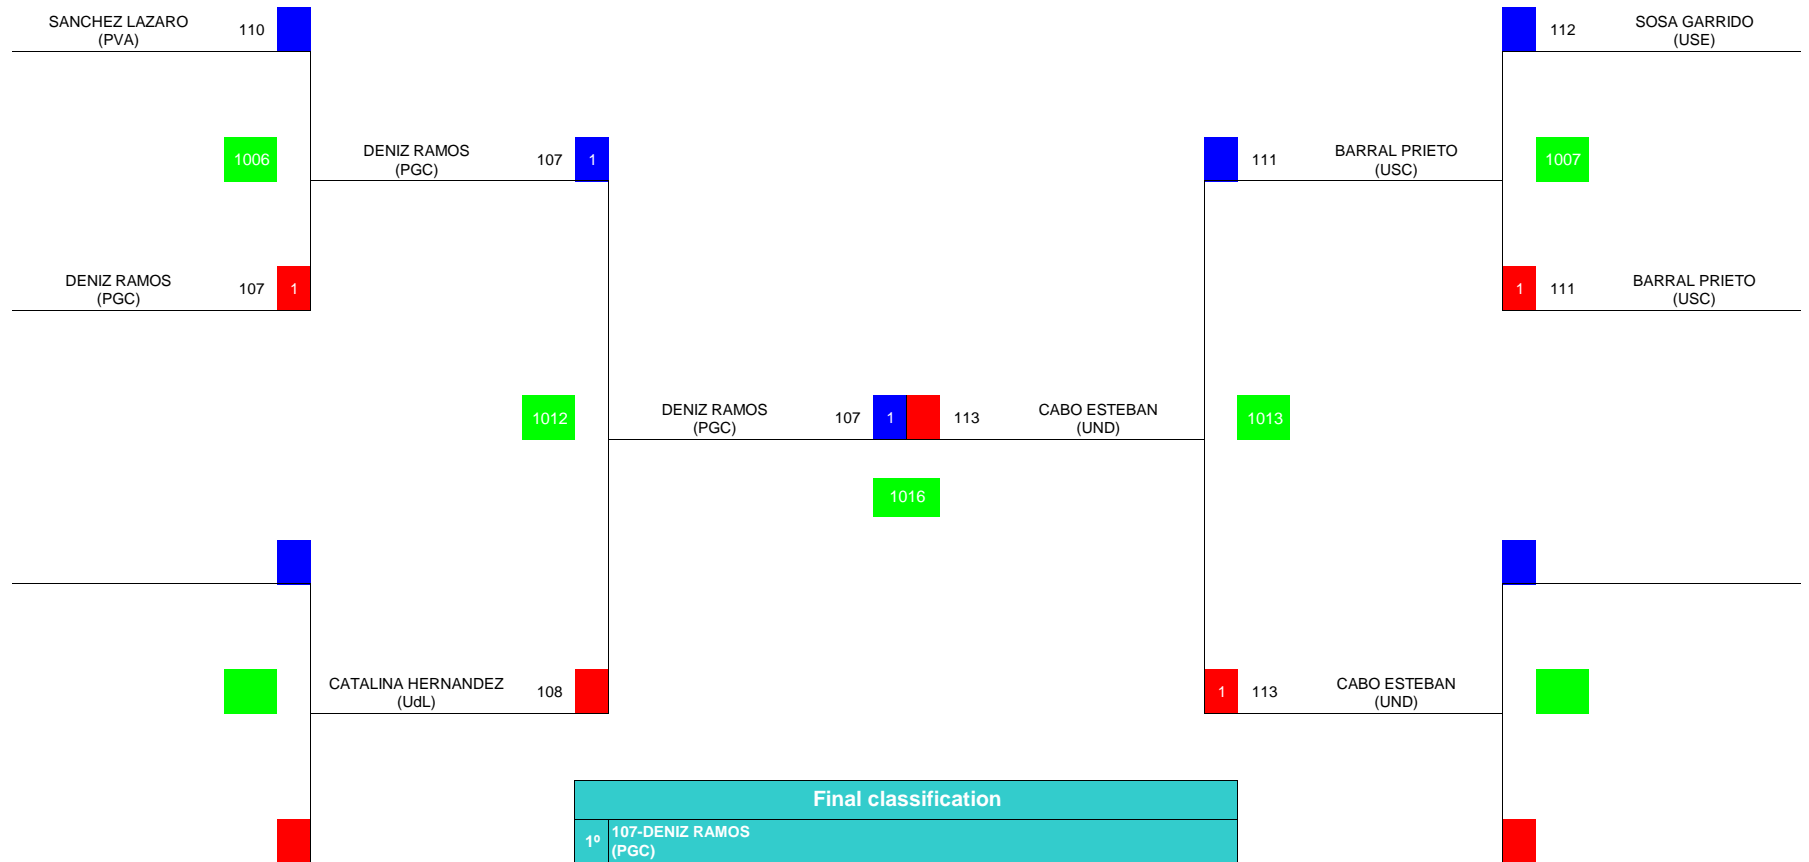 SANCHEZ LAZARO
(PVA)
110
112
SOSA GARRIDO
(USE)
1006
DENIZ RAMOS
(PGC)
107
1
111
BARRAL PRIETO
(USC)
1007
DENIZ RAMOS
(PGC)
107
1
1
111
BARRAL PRIETO
(USC)
1012
DENIZ RAMOS
(PGC)
107
1
113
CABO ESTEBAN
(UND)
1013
1016
CATALINA HERNANDEZ
(UdL)
108
1
113
CABO ESTEBAN
(UND)
Final classification
1º
107-DENIZ RAMOS
(PGC)